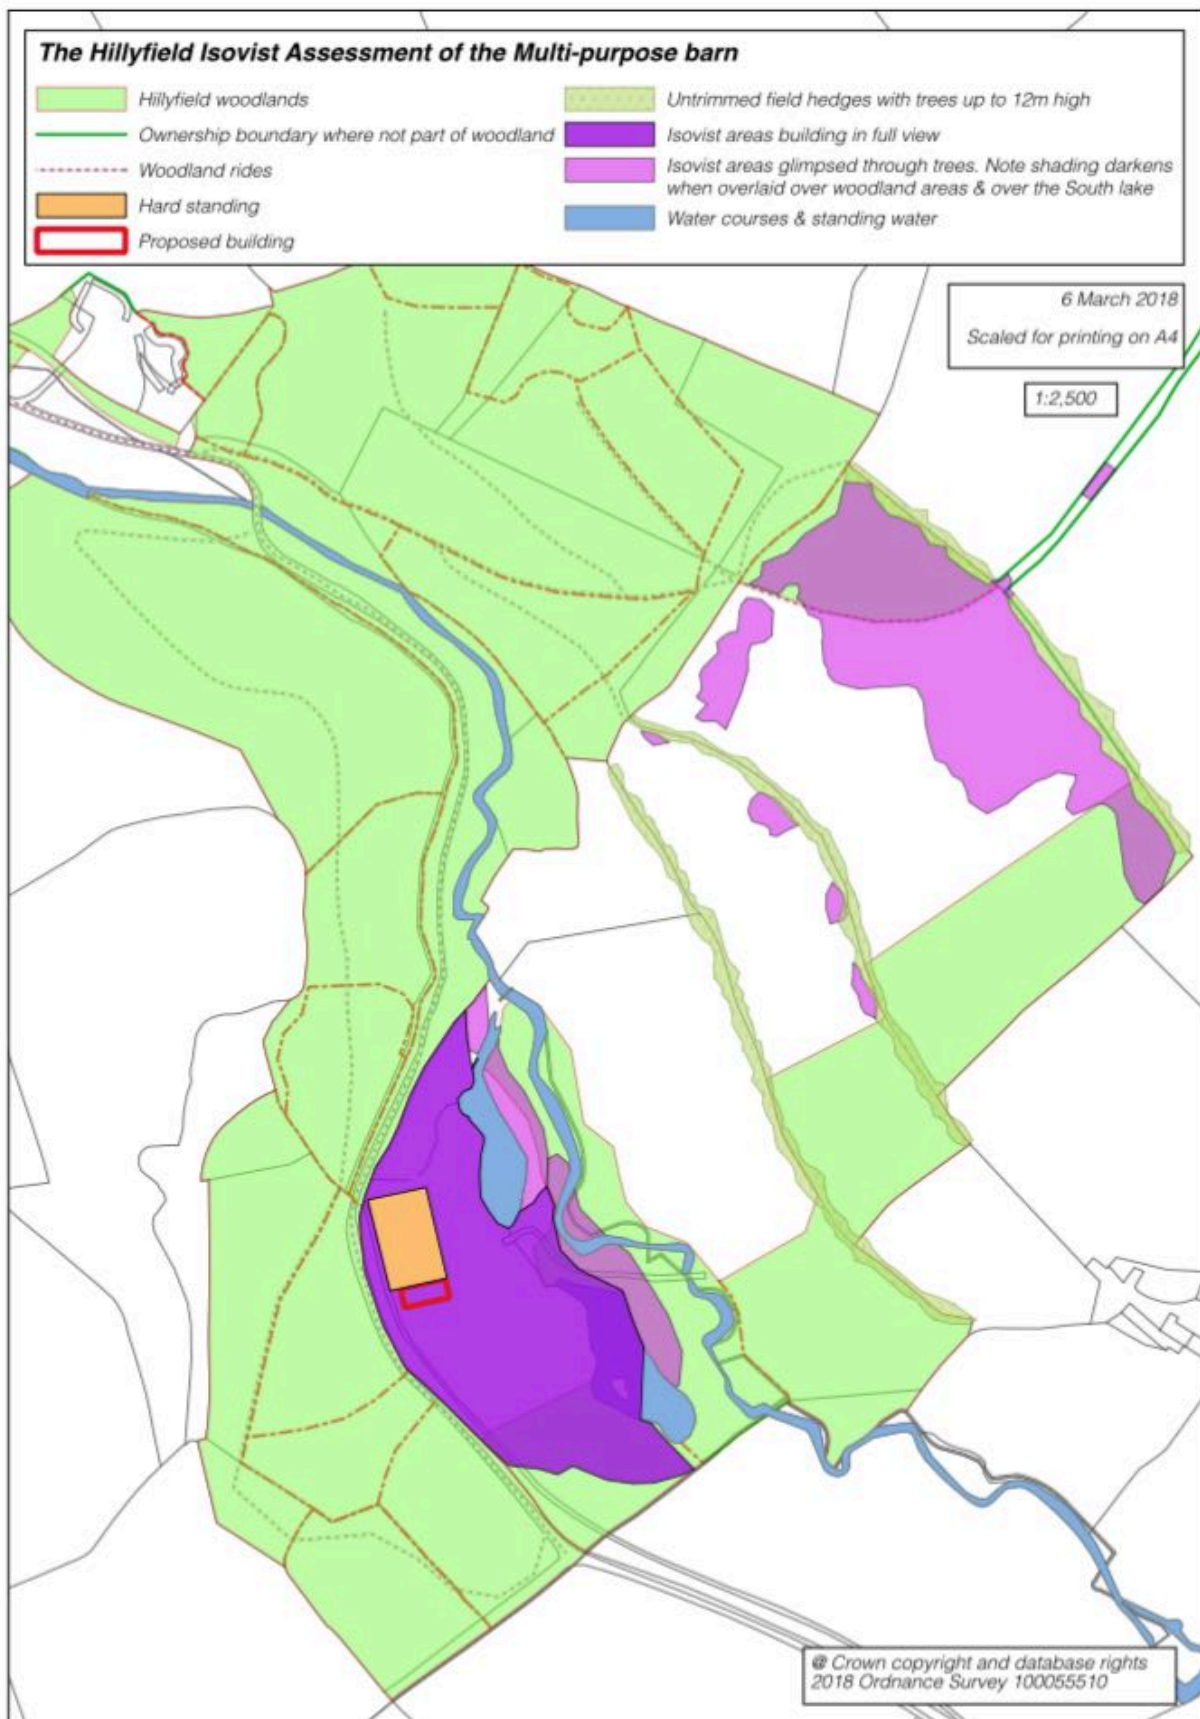 The Hillyfield Isovist Assessment of the Multi-purpose barn
Hillyfield woodlands
Ownership boundary where not part of woodland
Woodland rides
Hard standing
Proposed building
Untrimmed field hedges with trees up to 12m high
Isovist areas building in full view
Isovist areas glimpsed through trees. Note shading darkens
when overlaid over woodland areas & over the South lake
Water courses & standing water
6 March 2018
Scaled for printing on A4
1:2,500
@ Crown copyright and database rights
2018 Ordnance Survey 100055510